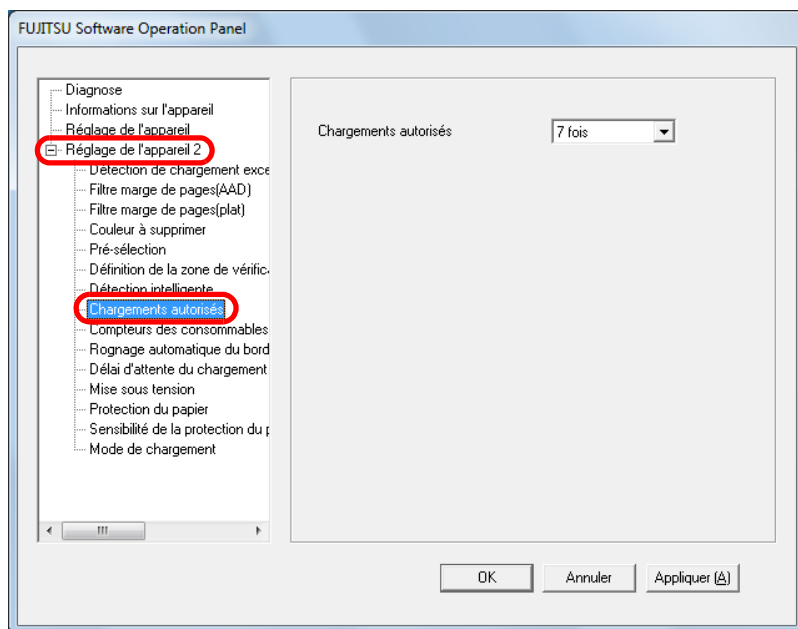 FUJITSU Software Operation Panel
Diagnose
Informations sur l'appareil
Réglage de l'appareil
Réglage de l'appareil 2
Détection de chargement exce
Filtre marge de pages(AAD)
Filtre marge de pages(plat)
Couleur à supprimer
Pré-sélection
Définition de la zone de vérific
Détection intelligente
Chargements autorisés
Compteurs des consommables
Rognage automatique du bord
Délai d'attente du chargement
Mise sous tension
Protection du papier
Sensibilité de la protection du p
Mode de chargement
Chargements autorisés
7 fois
OK
Annuler
Appliquer (A)